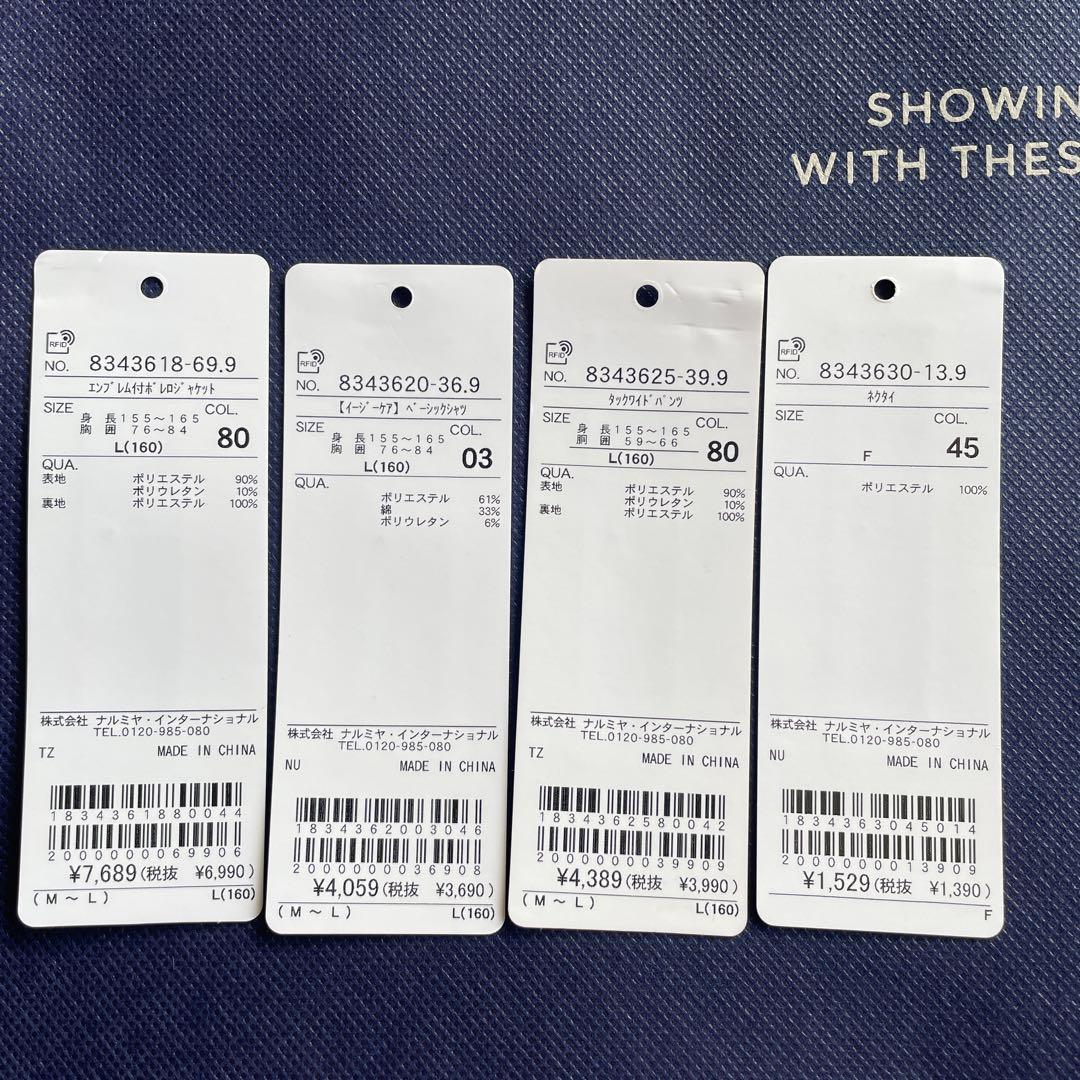 SHOWIN
WITH THES
RFID
NO. 8343618-69.9
ｴﾝﾌﾞﾚﾑ付ﾎﾞﾚﾛｼﾞｬｹｯﾄ
SIZE COL.
身 長 155～165
胸 囲 76～84
L(160) 80
QUA.
表地 ポリエステル 90%
ポリウレタン 10%
裏地 ポリエステル 100%
株式会社 ナルミヤ・インターナショナル
TEL.0120-985-080
TZ MADE IN CHINA
1834361880044
2000000069906
¥7,689(税抜 ¥6,990)
(M～L) L(160)
RFID
NO. 8343620-36.9
【ｲｰｼﾞｰｹｱ】ﾍﾞｰｼｯｸｼｬﾂ
SIZE COL.
身 長 155～165
胸 囲 76～84
L(160) 03
QUA.
ポリエステル 61%
綿 33%
ポリウレタン 6%
株式会社 ナルミヤ・インターナショナル
TEL.0120-985-080
NU MADE IN CHINA
1834362003046
2000000036908
¥4,059(税抜 ¥3,690)
(M～L) L(160)
RFID
NO. 8343625-39.9
ﾀｯｸﾜｲﾄﾞﾊﾟﾝﾂ
SIZE COL.
身 長 155～165
胴 囲 59～66
L(160) 80
QUA.
表地 ポリエステル 90%
ポリウレタン 10%
裏地 ポリエステル 100%
株式会社 ナルミヤ・インターナショナル
TEL.0120-985-080
TZ MADE IN CHINA
1834362580042
2000000039909
¥4,389(税抜 ¥3,990)
(M～L) L(160)
RFID
NO. 8343630-13.9
ﾈｸﾀｲ
SIZE COL.
F 45
QUA.
ポリエステル 100%
株式会社 ナルミヤ・インターナショナル
TEL.0120-985-080
NU MADE IN CHINA
1834363045014
2000000013909
¥1,529(税抜 ¥1,390)
F